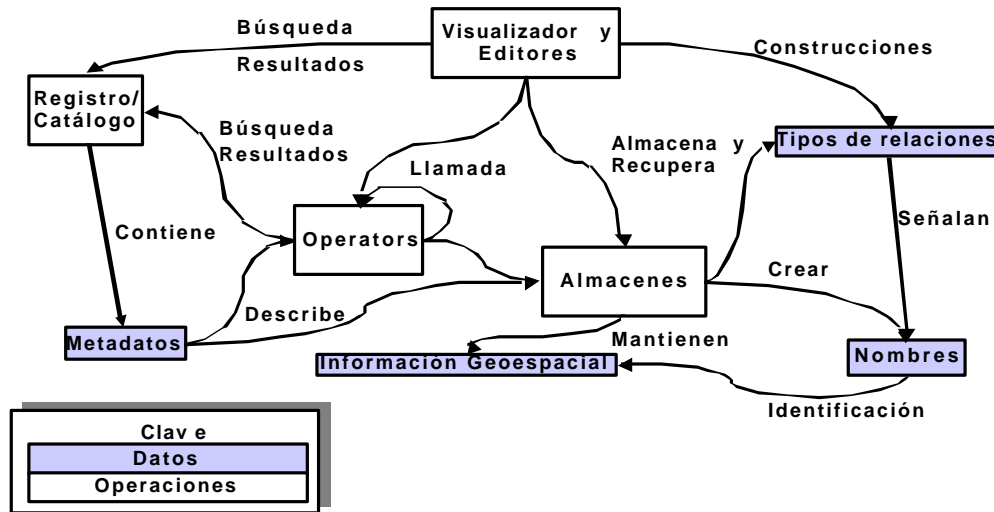 Búsqueda
Resultados
Visualizador y
Editores
Construcciones
Registro/
Catálogo
Búsqueda
Resultados
Llamada
Almacena y
Recupera
Tipos de relaciones
Contiene
Operators
Señalan
Almacenes
Crear
Describe
Metadatos
Mantienen
Información Geoespacial
Nombres
Identificación
Clav e
Datos
Operaciones